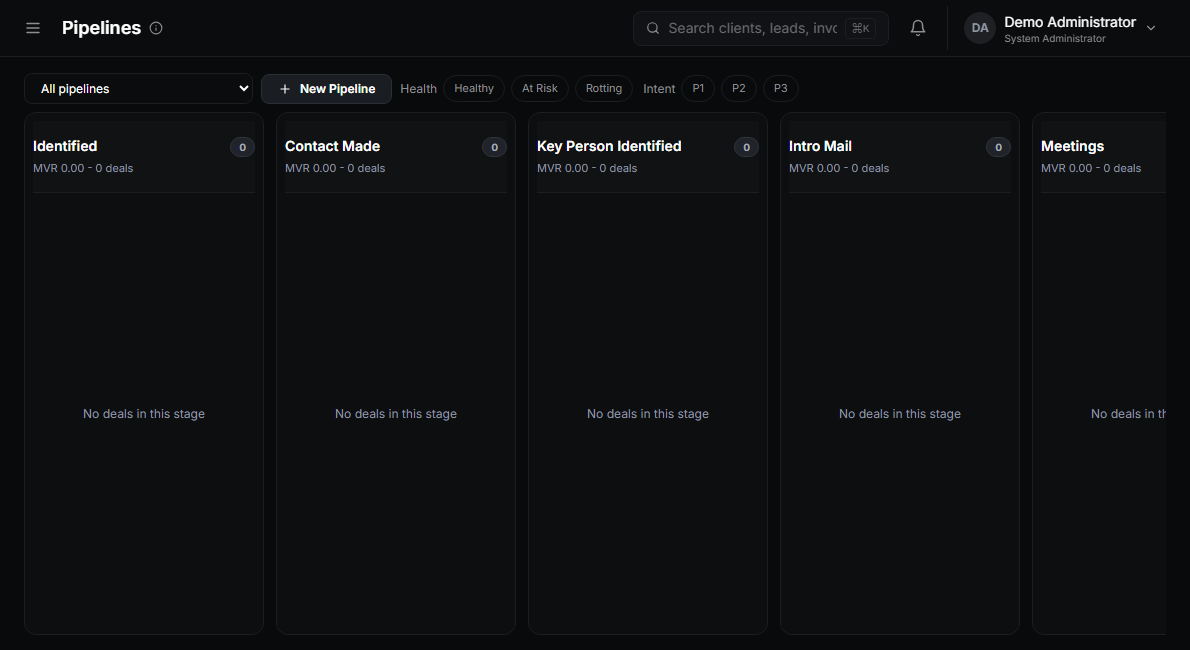 Pipelines
Search clients, leads, invc
⌘K
DA
Demo Administrator
System Administrator
All pipelines
New Pipeline
Health
Healthy
At Risk
Rotting
Intent
P1
P2
P3
Identified
0
MVR 0.00 - 0 deals
No deals in this stage
Contact Made
0
MVR 0.00 - 0 deals
No deals in this stage
Key Person Identified
0
MVR 0.00 - 0 deals
No deals in this stage
Intro Mail
0
MVR 0.00 - 0 deals
No deals in this stage
Meetings
MVR 0.00 - 0 deals
No deals in th